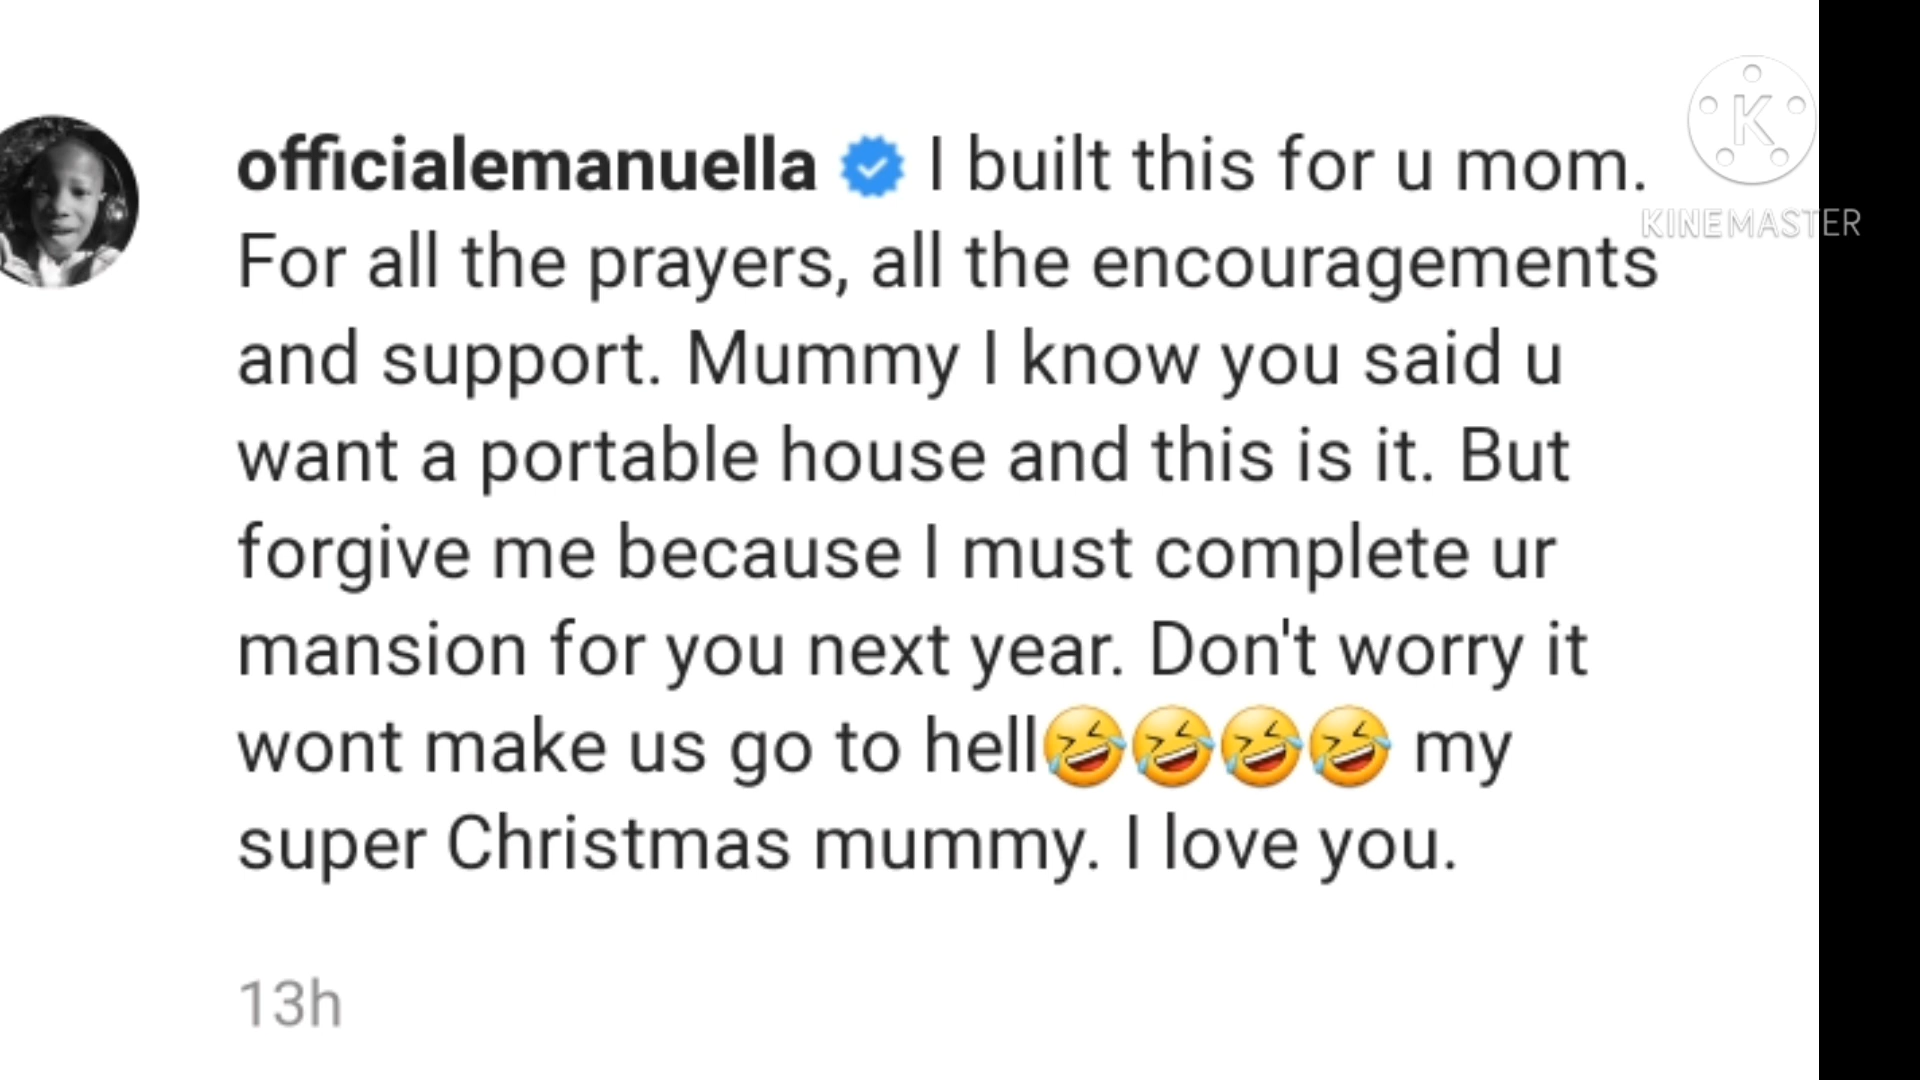 officialemanuella I built this for u mom.
For all the prayers, all the encouragements
and support. Mummy I know you said u
want a portable house and this is it. But
forgive me because I must complete ur
mansion for you next year. Don't worry it
wont make us go to hell🤣🤣🤣🤣 my
super Christmas mummy. I love you.
13h
K
KINEMASTER